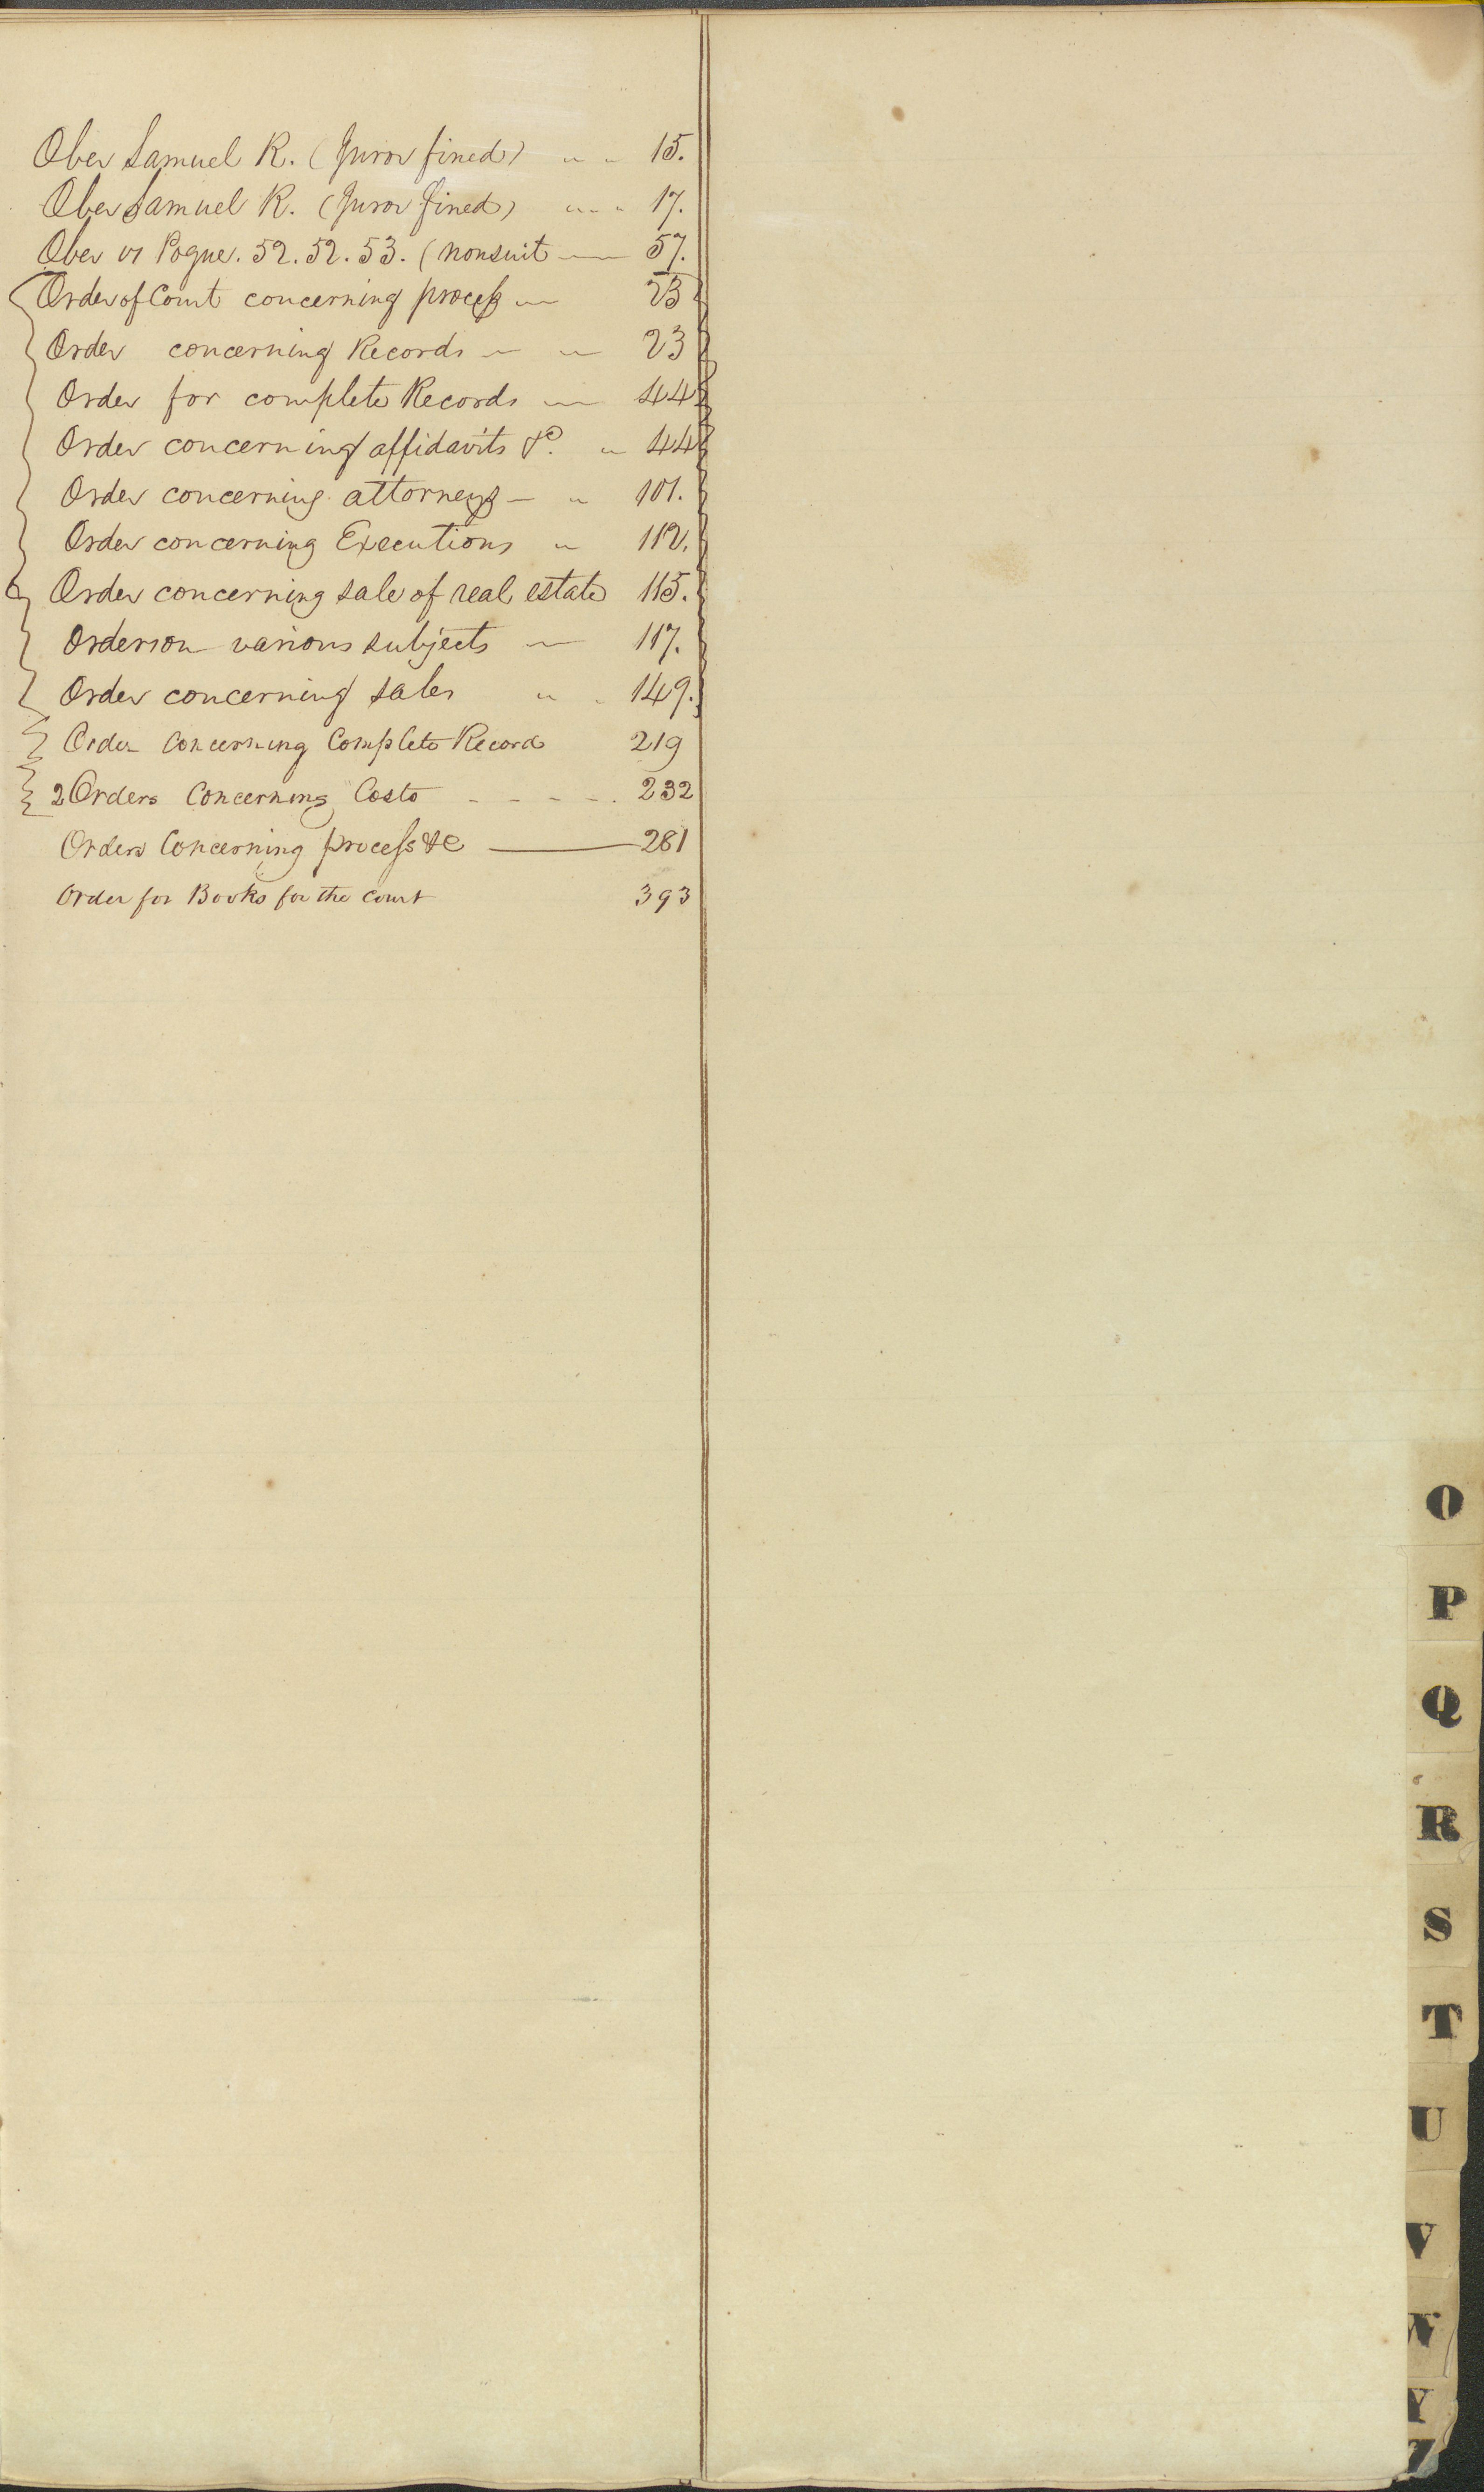 Ober Samuel R. (Juror fined) " " 15.
Ober Samuel R. (Juror fined) " " 17.
Ober vs Pogue. 52. 52. 53. (nonsuit — 57.
Order of Court concerning process — 23
Order concerning Records — " 23
Order for complete Records — 44
Order concerning affidavits &c. " 44
Order concerning attorneys — " 101.
Order concerning Executions " 112.
Order concerning sale of real estate 115.
Orders on various subjects — 117.
Order concerning sales " . 149.
Order Concerning Complete Record 219
2 Orders Concerning Costs - - - - . 232
Orders Concerning process &c — 281
Order for Books for the Court 393
O
P
Q
R
S
T
U
V
W
Y
Z